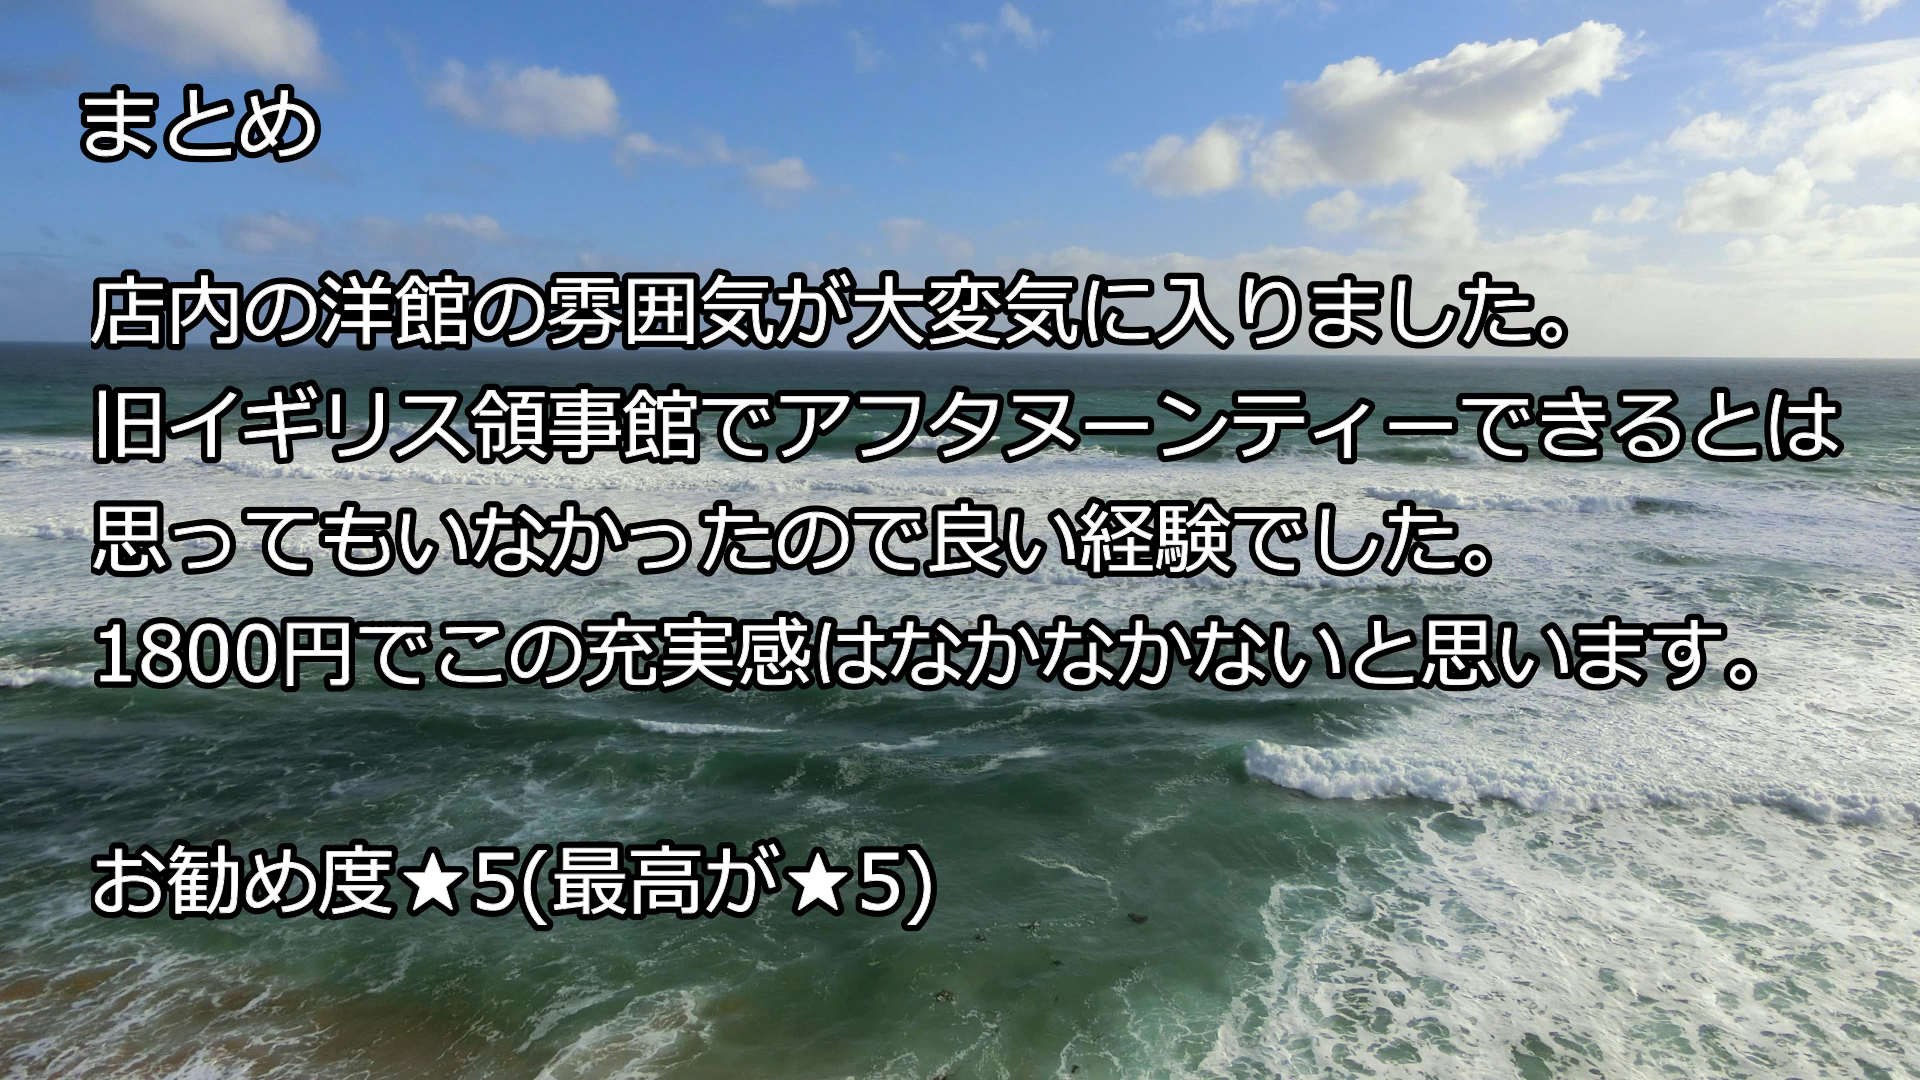 まとめ
店内の洋館の雰囲気が大変気に入りました。
旧イギリス領事館でアフタヌーンティーできるとは
思ってもいなかったので良い経験でした。
1800円でこの充実感はなかなかないと思います。
お勧め度★5(最高が★5)